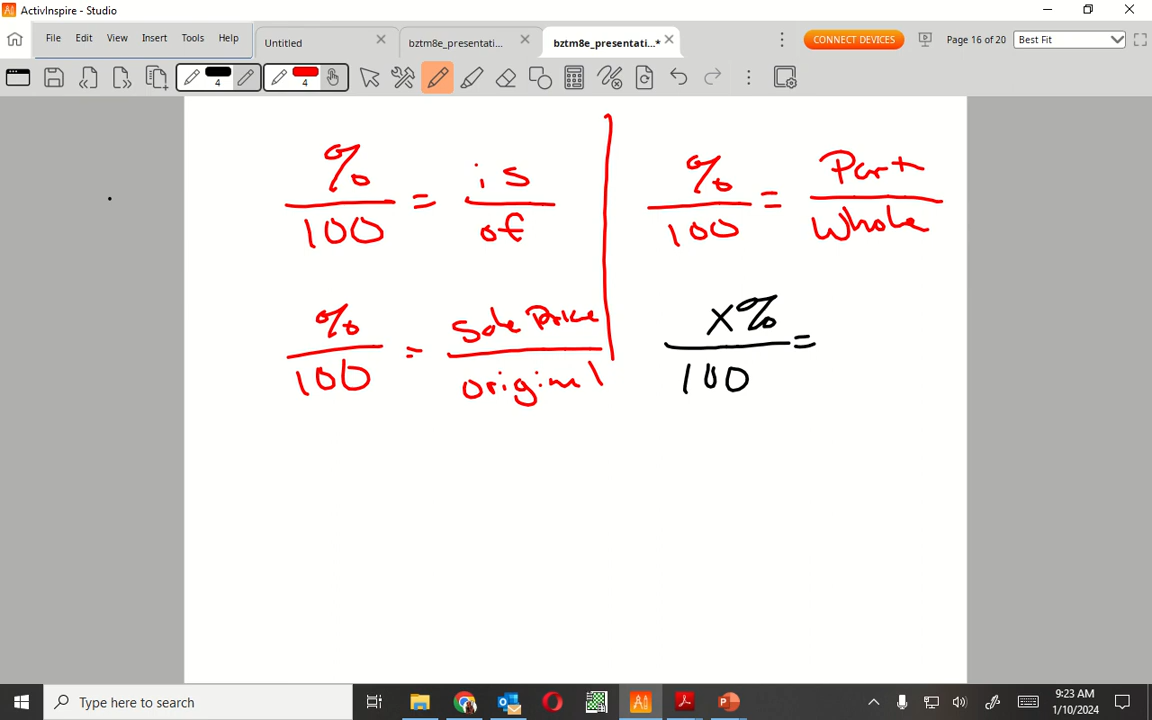 ActivInspire - Studio
File Edit View Insert Tools Help
Untitled
bztm8e_presentati...
bztm8e_presentati...*
CONNECT DEVICES
Page 16 of 20
Best Fit
4
4
%
100
=
is
of
%
100
=
Part
Whole
%
100
=
Sale Price
original
x%
100
=
Type here to search
9:23 AM
1/10/2024